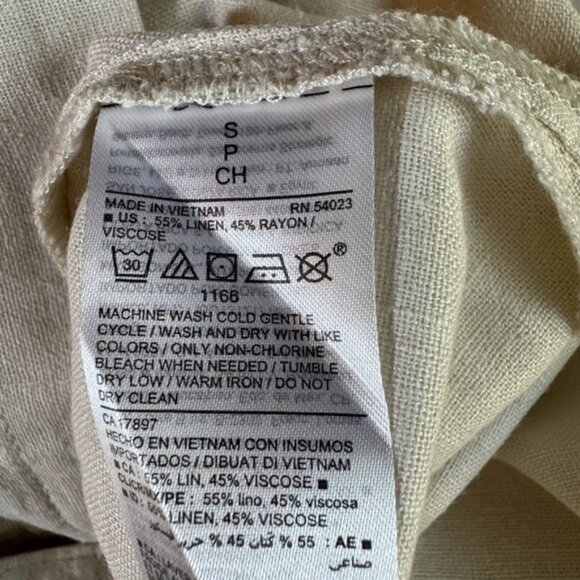 S
P
CH
MADE IN VIETNAM RN 54023
■ US : 55% LINEN, 45% RAYON /
VISCOSE
30 ®
1166
MACHINE WASH COLD GENTLE
CYCLE / WASH AND DRY WITH LIKE
COLORS / ONLY NON-CHLORINE
BLEACH WHEN NEEDED / TUMBLE
DRY LOW / WARM IRON / DO NOT
DRY CLEAN
CA 17897
HECHO EN VIETNAM CON INSUMOS
IMPORTADOS / DIBUAT DI VIETNAM
■ CA : 55% LIN, 45% VISCOSE ■
: 55% lino, 45% viscosa
■ ID : LINEN, 45% VISCOSE
■ AE : 55 % كتان 45 %
صناعي